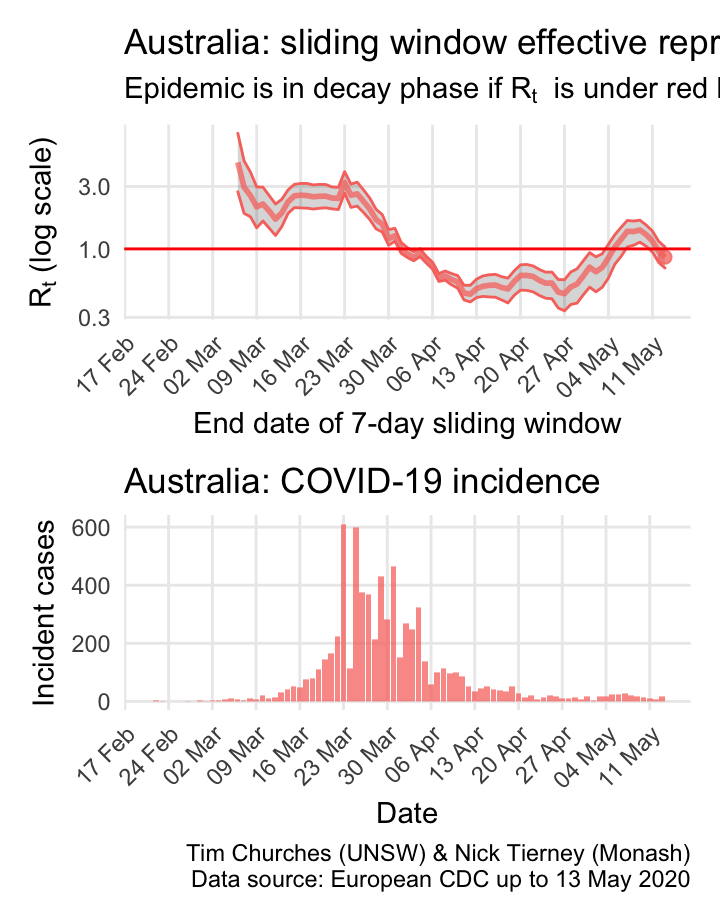 Australia: sliding window effective repr
Epidemic is in decay phase if Rt is under red l
Rt (log scale)
3.0
1.0
0.3
17 Feb
24 Feb
02 Mar
09 Mar
16 Mar
23 Mar
30 Mar
06 Apr
13 Apr
20 Apr
27 Apr
04 May
11 May
End date of 7-day sliding window
Australia: COVID-19 incidence
Incident cases
600
400
200
0
17 Feb
24 Feb
02 Mar
09 Mar
16 Mar
23 Mar
30 Mar
06 Apr
13 Apr
20 Apr
27 Apr
04 May
11 May
Date
Tim Churches (UNSW) & Nick Tierney (Monash)
Data source: European CDC up to 13 May 2020